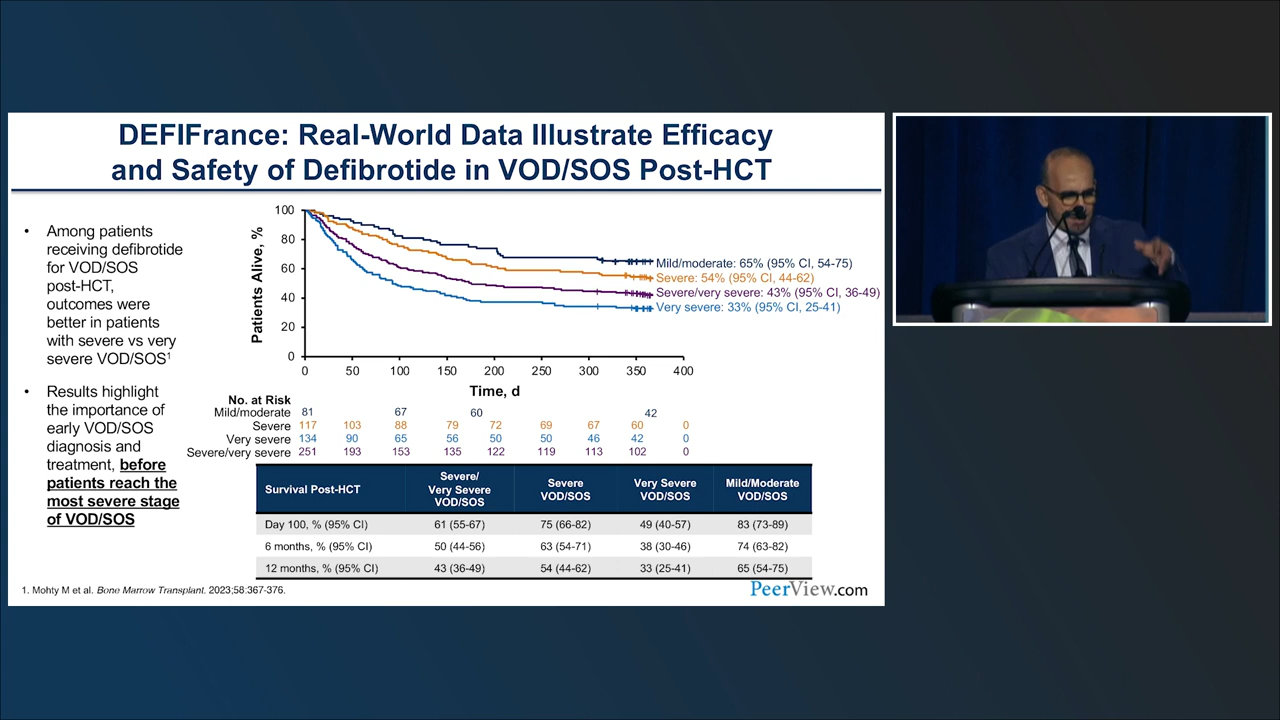 DEFIFrance: Real-World Data Illustrate Efficacy
and Safety of Defibrotide in VOD/SOS Post-HCT
• Among patients
receiving defibrotide
for VOD/SOS
post-HCT,
outcomes were
better in patients
with severe vs very
severe VOD/SOS1
• Results highlight
the importance of
early VOD/SOS
diagnosis and
treatment, before
patients reach the
most severe stage
of VOD/SOS
Patients Alive, %
100
80
60
40
20
0
Mild/moderate: 65% (95% CI, 54-75)
Severe: 54% (95% CI, 44-62)
Severe/very severe: 43% (95% CI, 36-49)
Very severe: 33% (95% CI, 25-41)
0 50 100 150 200 250 300 350 400
Time, d
No. at Risk
Mild/moderate 81 67 60 42
Severe 117 103 88 79 72 69 67 60 0
Very severe 134 90 65 56 50 50 46 42 0
Severe/very severe 251 193 153 135 122 119 113 102 0
Survival Post-HCT Severe/ Very Severe VOD/SOS Severe VOD/SOS Very Severe VOD/SOS Mild/Moderate VOD/SOS
Day 100, % (95% CI) 61 (55-67) 75 (66-82) 49 (40-57) 83 (73-89)
6 months, % (95% CI) 50 (44-56) 63 (54-71) 38 (30-46) 74 (63-82)
12 months, % (95% CI) 43 (36-49) 54 (44-62) 33 (25-41) 65 (54-75)
1. Mohty M et al. Bone Marrow Transplant. 2023;58:367-376.
PeerView.com